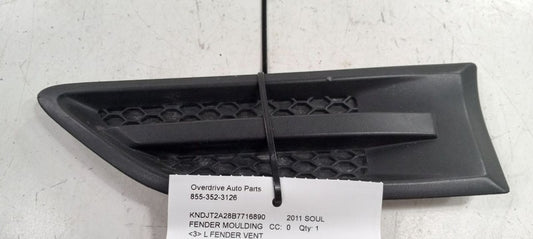 Overdrive Auto Parts
855-352-3126
KNDJT2A28B7716890 2011 SOUL
FENDER MOULDING CC: 0 Qty: 1
<3> L FENDER VENT